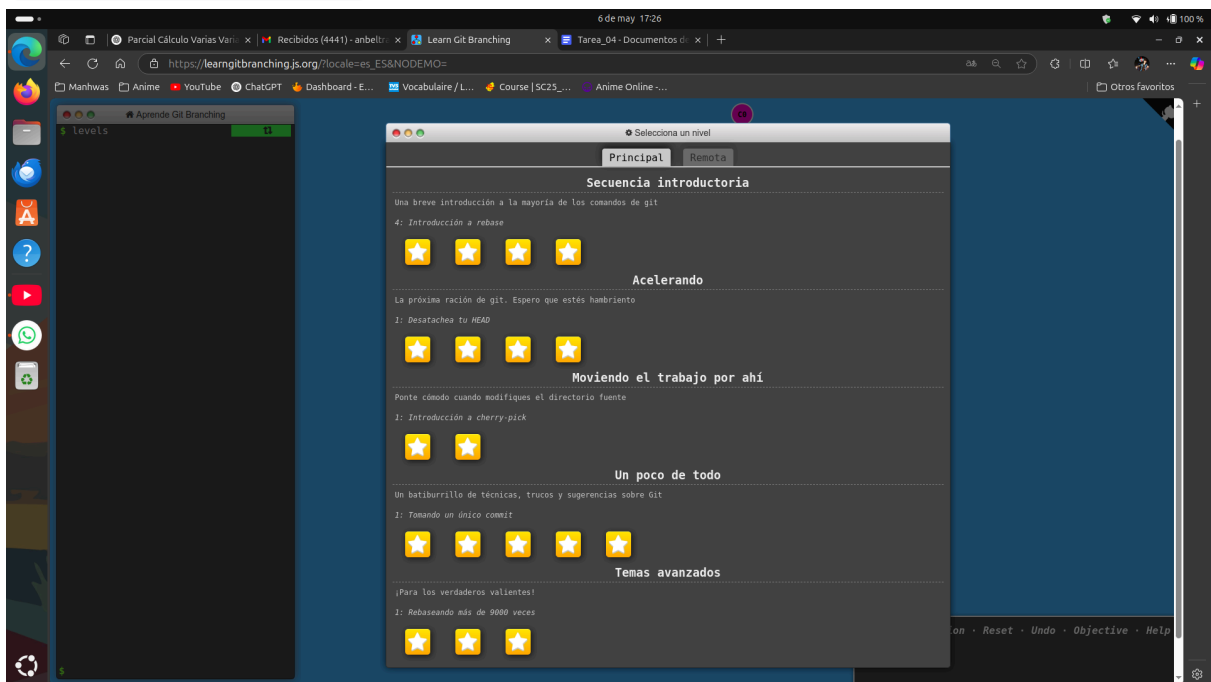 6 de may 17:26
100 %
Parcial Cálculo Varias Varia
Recibidos (4441) - anbeltra
Learn Git Branching
Tarea_04 - Documentos de
https://learngitbranching.js.org/?locale=es_ES&NODEMO=
Manhwas
Anime
YouTube
ChatGPT
Dashboard - E...
Vocabulaire / L...
Course | SC25_...
Anime Online -...
Otros favoritos
Aprende Git Branching
$ levels
Selecciona un nivel
Principal
Remota
Secuencia introductoria
Una breve introducción a la mayoría de los comandos de git
4: Introducción a rebase
Acelerando
La próxima ración de git. Espero que estés hambriento
1: Desatachea tu HEAD
Moviendo el trabajo por ahí
Ponte cómodo cuando modifiques el directorio fuente
1: Introducción a cherry-pick
Un poco de todo
Un batiburrillo de técnicas, trucos y sugerencias sobre Git
1: Tomando un único commit
Temas avanzados
¡Para los verdaderos valientes!
1: Rebaseando más de 9000 veces
on · Reset · Undo · Objective · Help
$